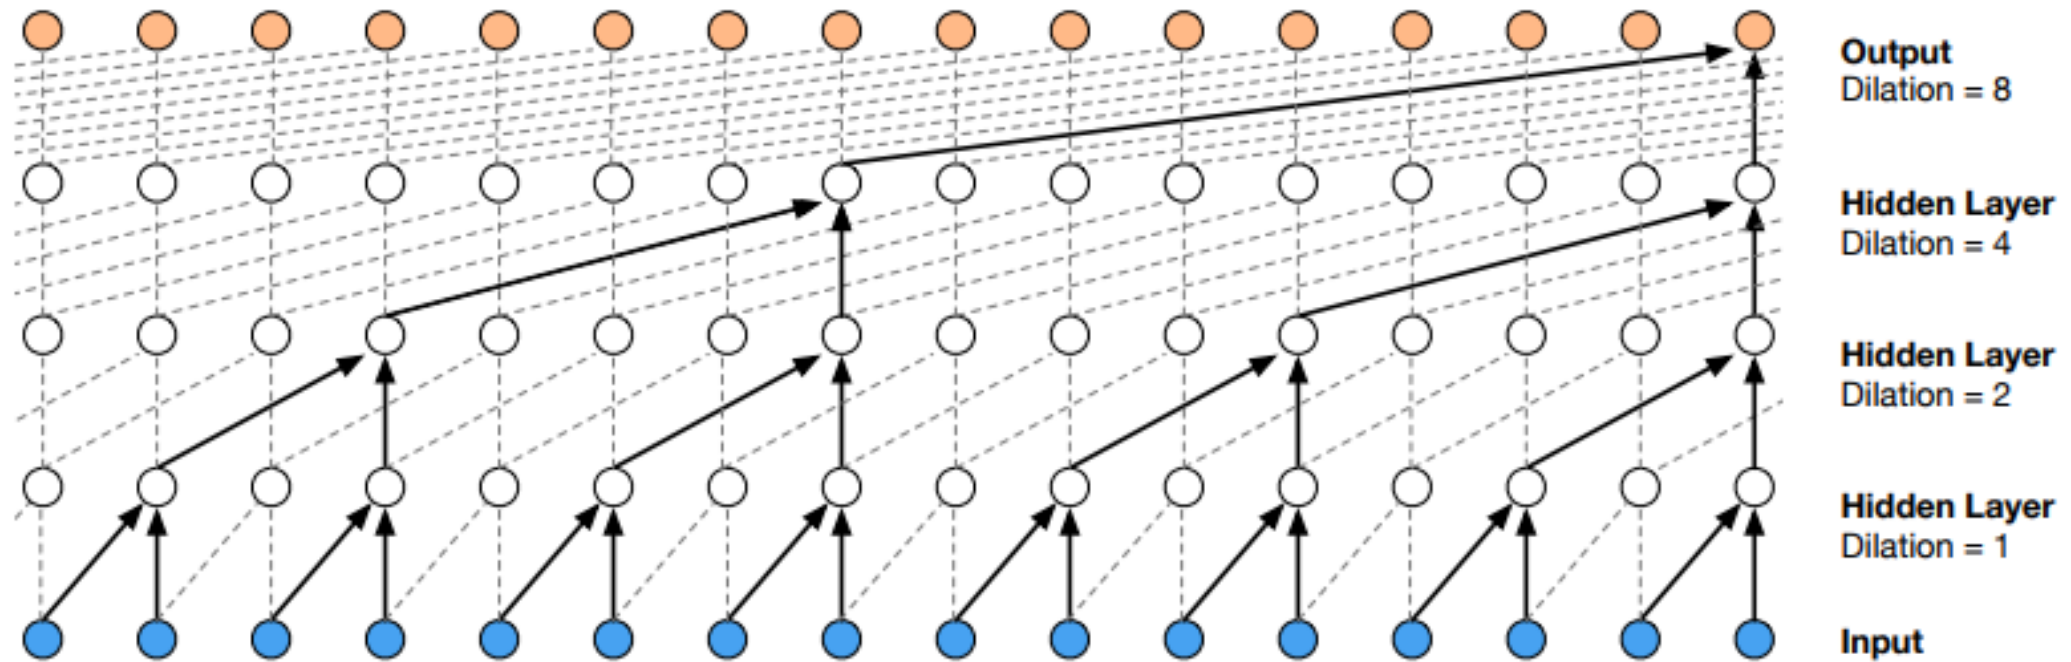 Output
Dilation = 8
Hidden Layer
Dilation = 4
Hidden Layer
Dilation = 2
Hidden Layer
Dilation = 1
Input